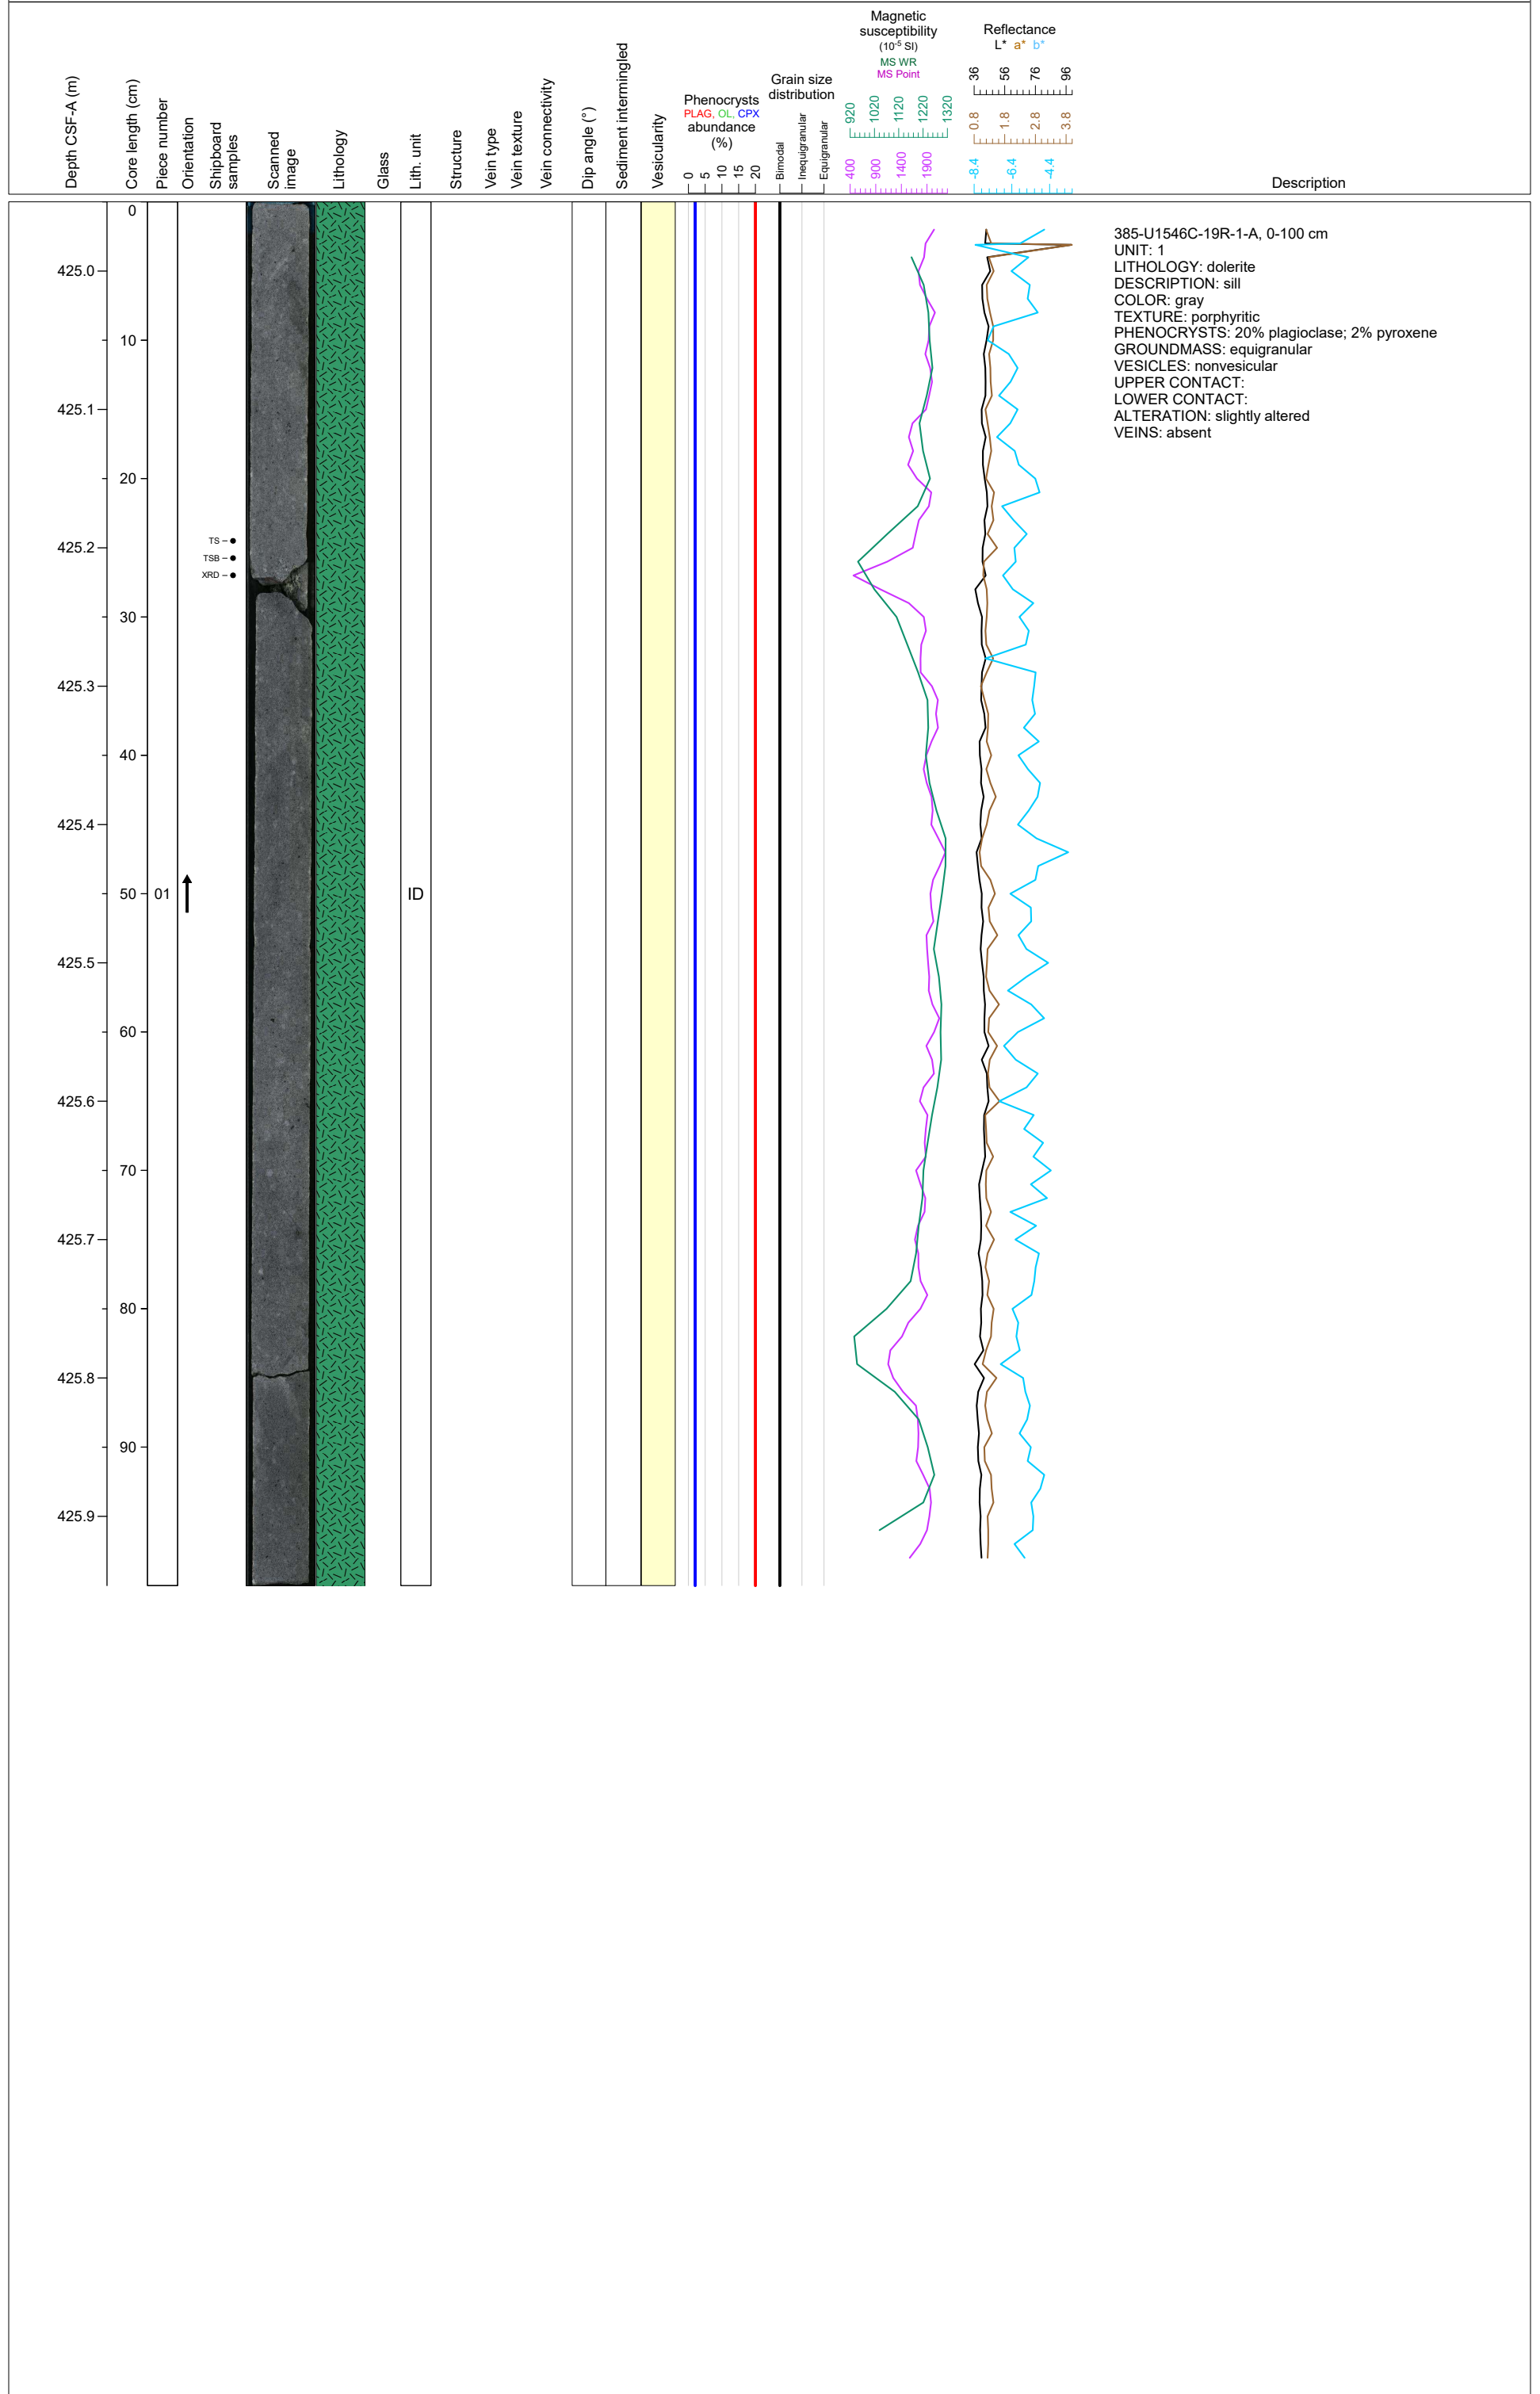 Depth CSF-A (m)
Core length (cm)
Piece number
Orientation
Shipboard
samples
Scanned
image
Lithology
Glass
Lith. unit
Structure
Vein type
Vein texture
Vein connectivity
Dip angle (°)
Sediment intermingled
Vesicularity
Phenocrysts
PLAG, OL, CPX
abundance
(%)
0 5 10 15 20
Grain size
distribution
Bimodal
Inequigranular
Equigranular
Magnetic
susceptibility
(10⁻⁵ SI)
MS WR
MS Point
920 1020 1120 1220 1320
400 900 1400 1900
Reflectance
L* a* b*
36 56 76 96
0.8 1.8 2.8 3.8
-8.4 -6.4 -4.4
Description
0
425.0
10
425.1
20
425.2
30
425.3
40
425.4
50
425.5
60
425.6
70
425.7
80
425.8
90
425.9
01
TS
TSB
XRD
ID
385-U1546C-19R-1-A, 0-100 cm
UNIT: 1
LITHOLOGY: dolerite
DESCRIPTION: sill
COLOR: gray
TEXTURE: porphyritic
PHENOCRYSTS: 20% plagioclase; 2% pyroxene
GROUNDMASS: equigranular
VESICLES: nonvesicular
UPPER CONTACT:
LOWER CONTACT:
ALTERATION: slightly altered
VEINS: absent